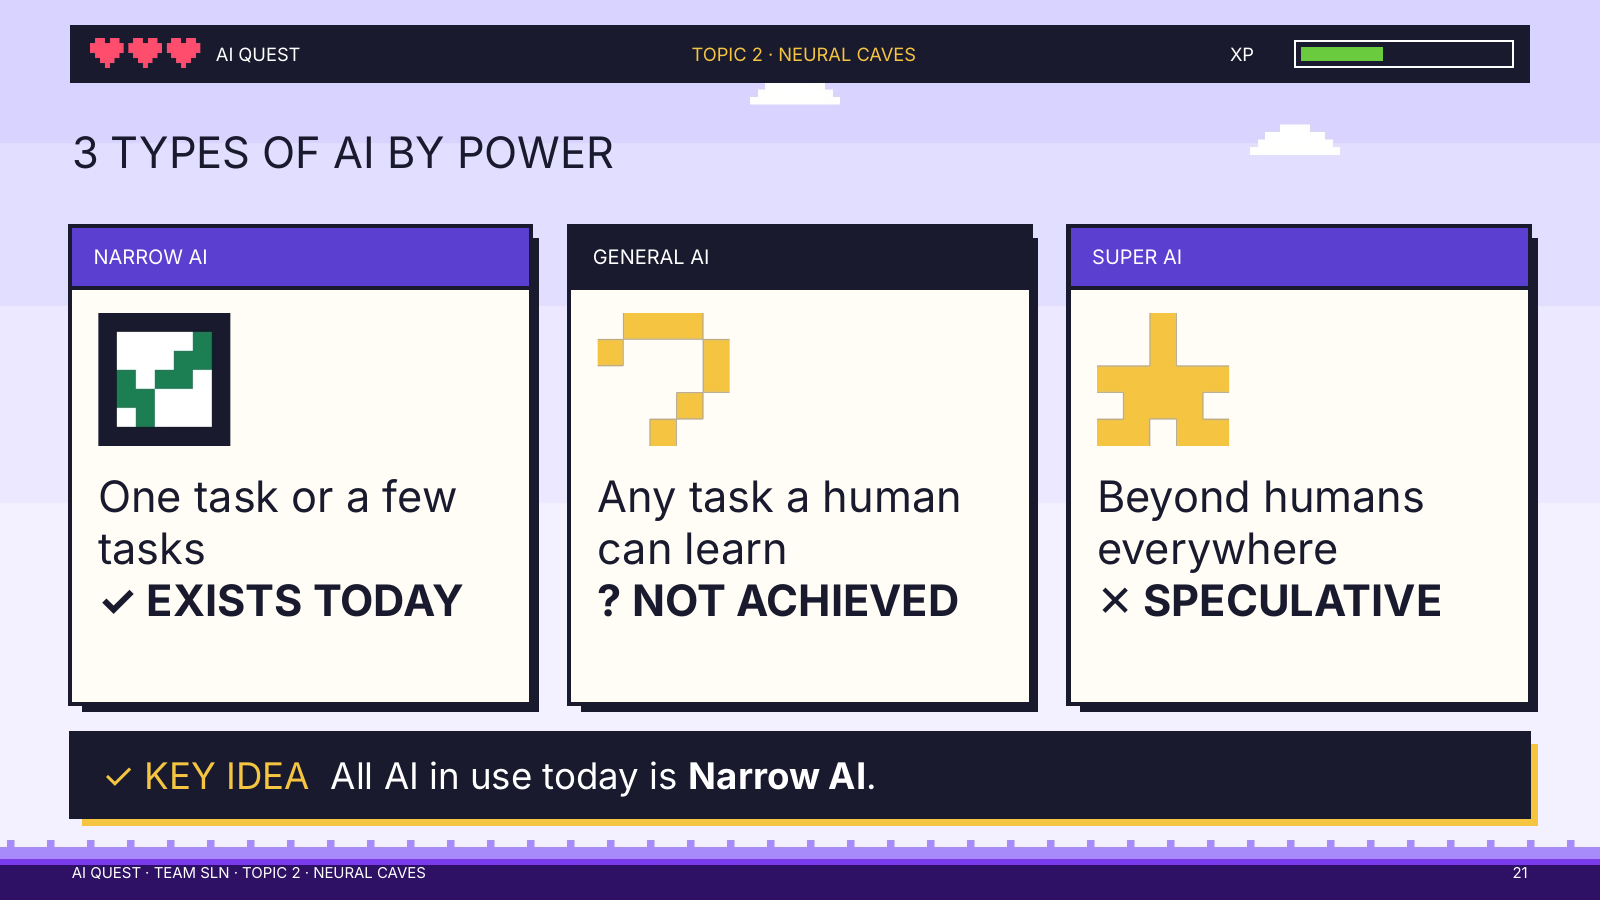 AI QUEST
TOPIC 2 · NEURAL CAVES
XP
3 TYPES OF AI BY POWER
NARROW AI
One task or a few
tasks
✓ EXISTS TODAY
GENERAL AI
Any task a human
can learn
? NOT ACHIEVED
SUPER AI
Beyond humans
everywhere
✕ SPECULATIVE
✓ KEY IDEA All AI in use today is Narrow AI.
AI QUEST · TEAM SLN · TOPIC 2 · NEURAL CAVES
21